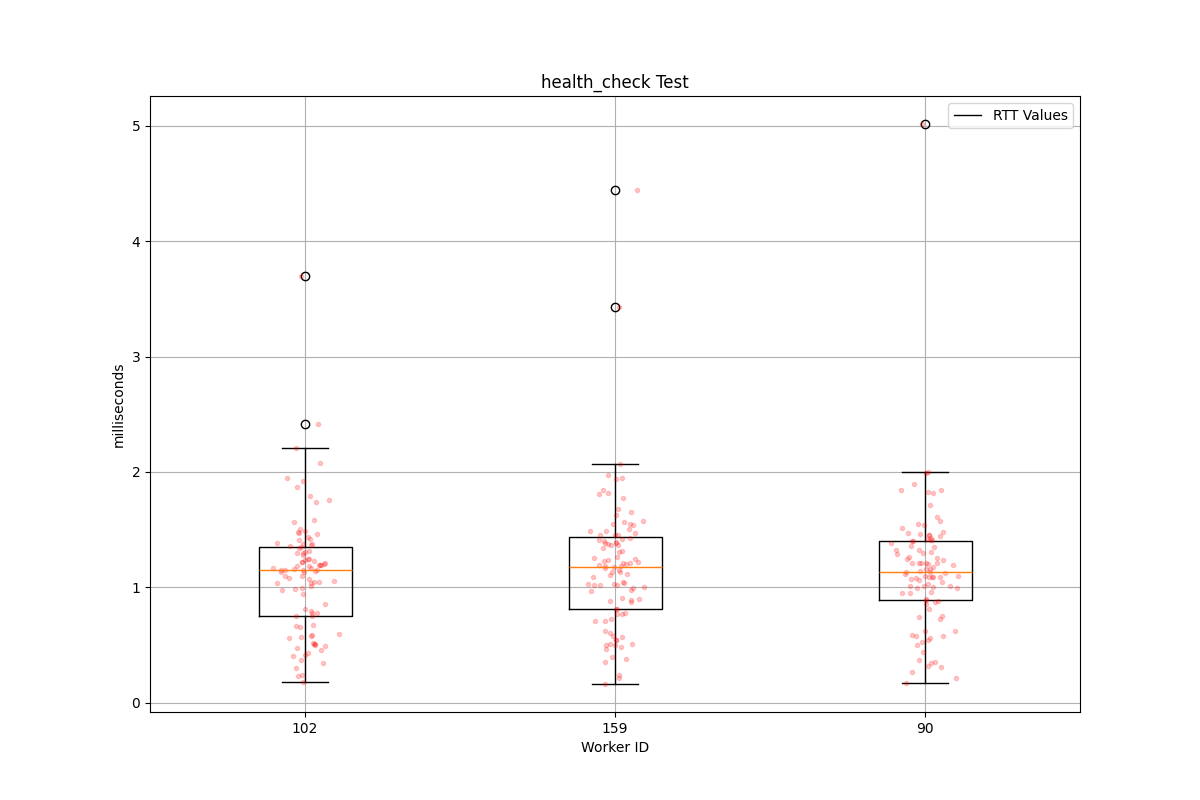 health_check Test
RTT Values
5
4
3
2
1
0
milliseconds
102
159
90
Worker ID